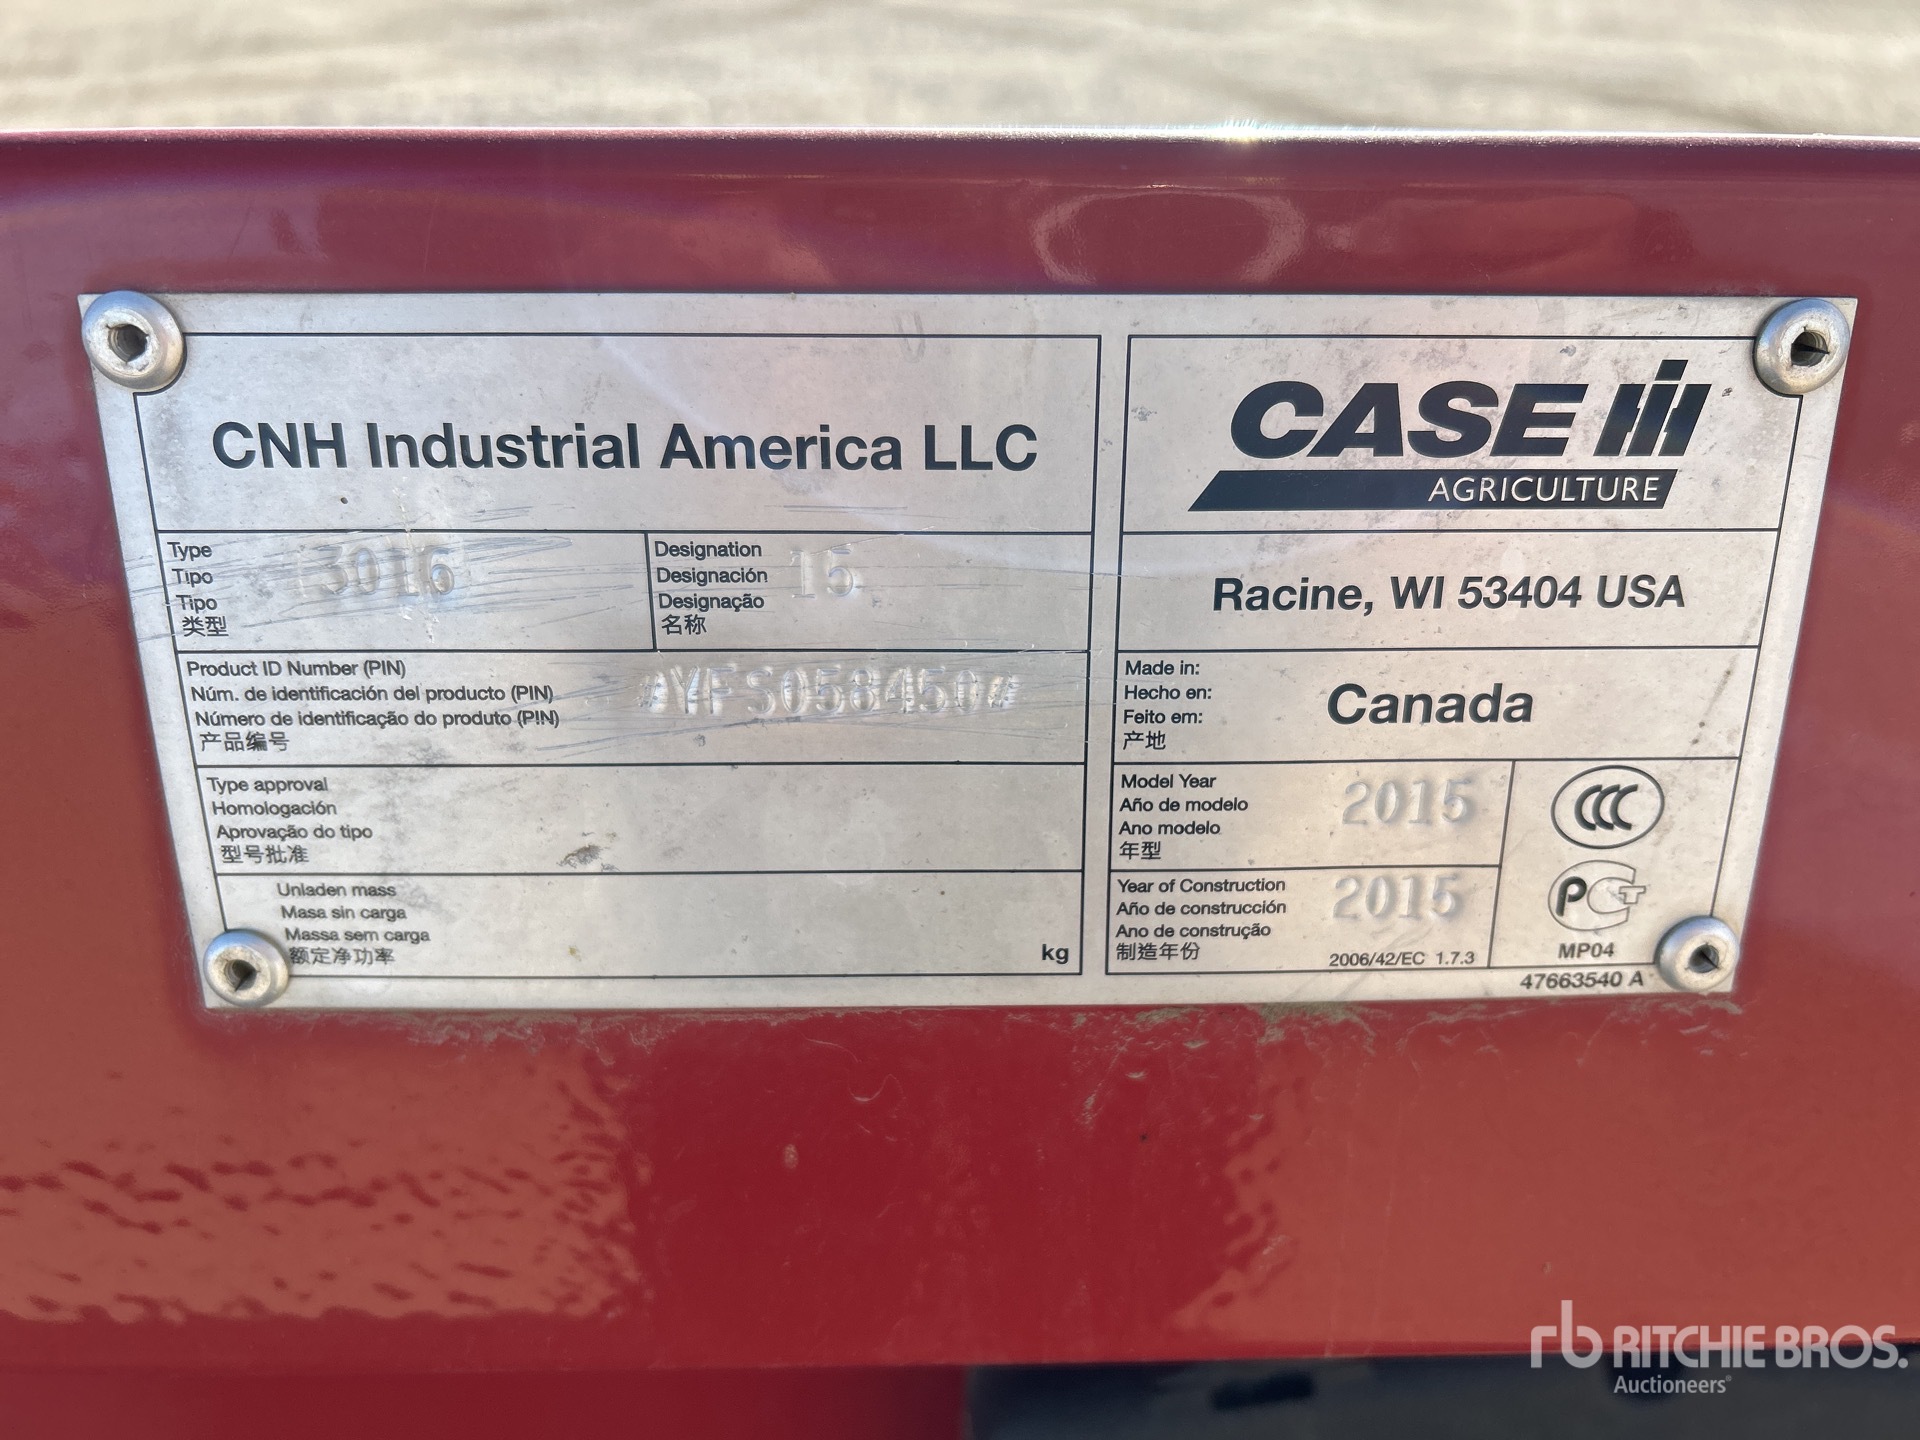 CNH Industrial America LLC
Type
Tipo
Tipo
类型
3016
Designation
Designación
Designação
名称
15
Product ID Number (PIN)
Núm. de identificación del producto (PIN)
Número de identificação do produto (PIN)
产品编号
#YFS058450#
Type approval
Homologación
Aprovação do tipo
型号批准
Unladen mass
Masa sin carga
Massa sem carga
额定净功率
kg
CASE IH
AGRICULTURE
Racine, WI 53404 USA
Made in:
Hecho en:
Feito em:
产地
Canada
Model Year
Año de modelo
Ano modelo
年型
2015
Year of Construction
Año de construcción
Ano de construção
制造年份
2015
2006/42/EC 1.7.3
CCC
PCT
MP04
47663540 A
rb RITCHIE BROS.
Auctioneers®